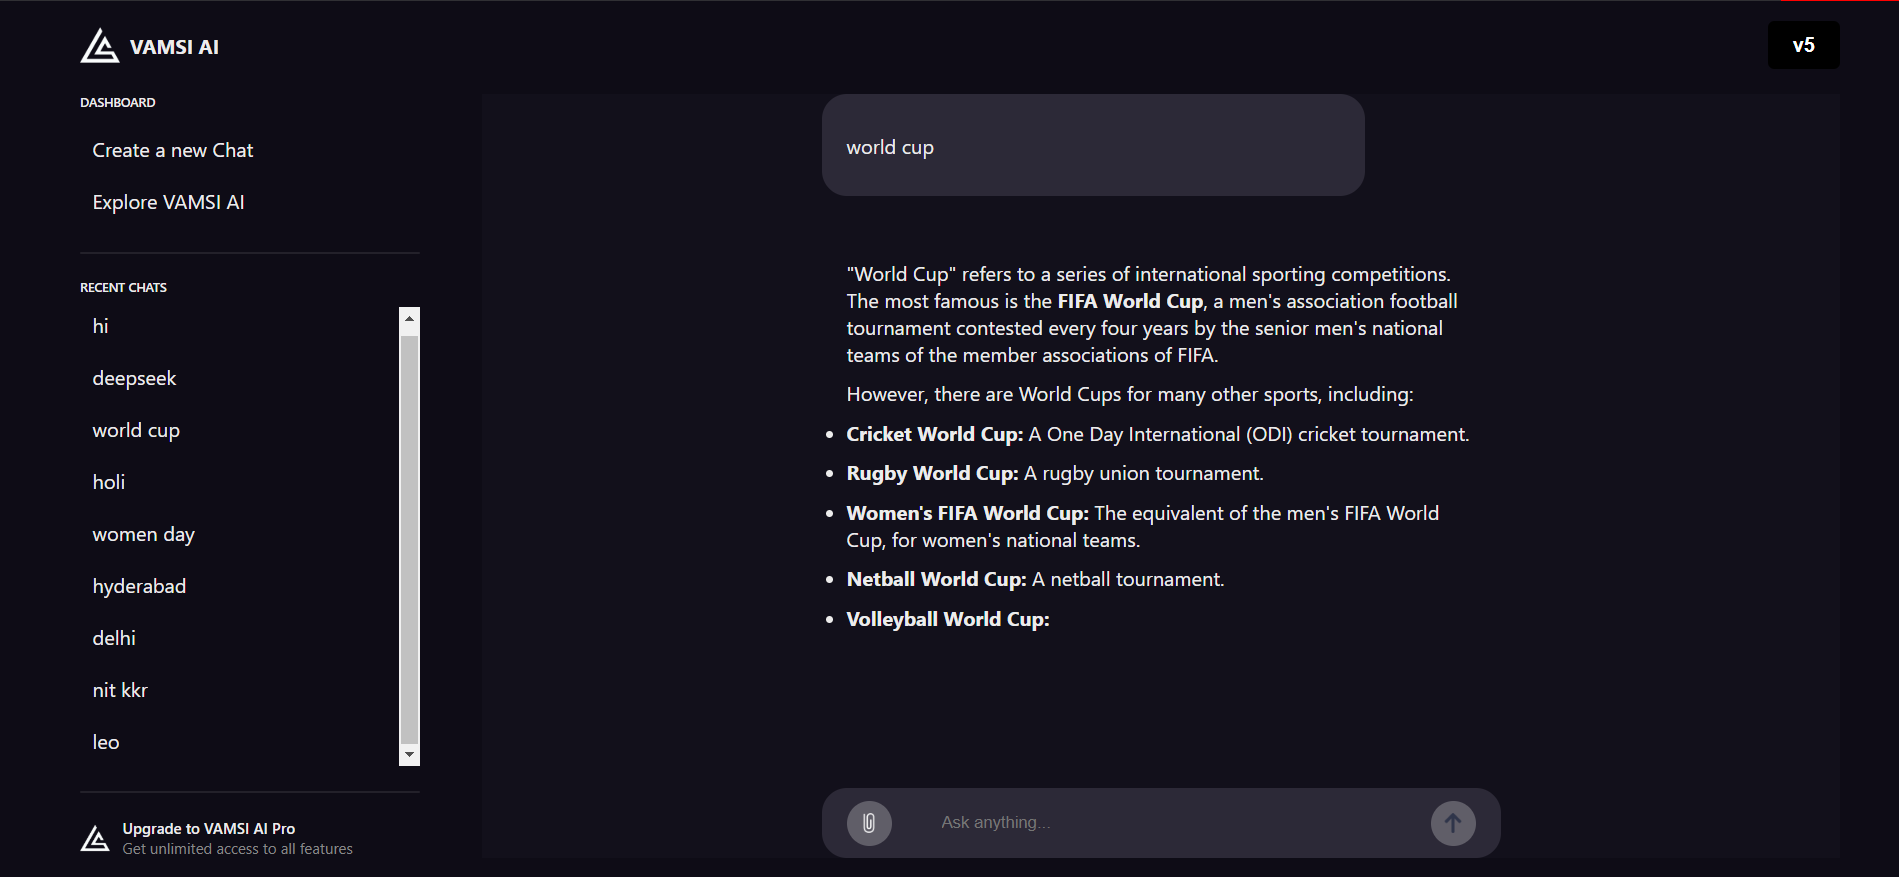 VAMSI AI
v5
DASHBOARD
Create a new Chat
Explore VAMSI AI
RECENT CHATS
hi
deepseek
world cup
holi
women day
hyderabad
delhi
nit kkr
leo
Upgrade to VAMSI AI Pro
Get unlimited access to all features
world cup
"World Cup" refers to a series of international sporting competitions.
The most famous is the FIFA World Cup, a men's association football
tournament contested every four years by the senior men's national
teams of the member associations of FIFA.
However, there are World Cups for many other sports, including:
• Cricket World Cup: A One Day International (ODI) cricket tournament.
• Rugby World Cup: A rugby union tournament.
• Women's FIFA World Cup: The equivalent of the men's FIFA World
Cup, for women's national teams.
• Netball World Cup: A netball tournament.
• Volleyball World Cup:
Ask anything...